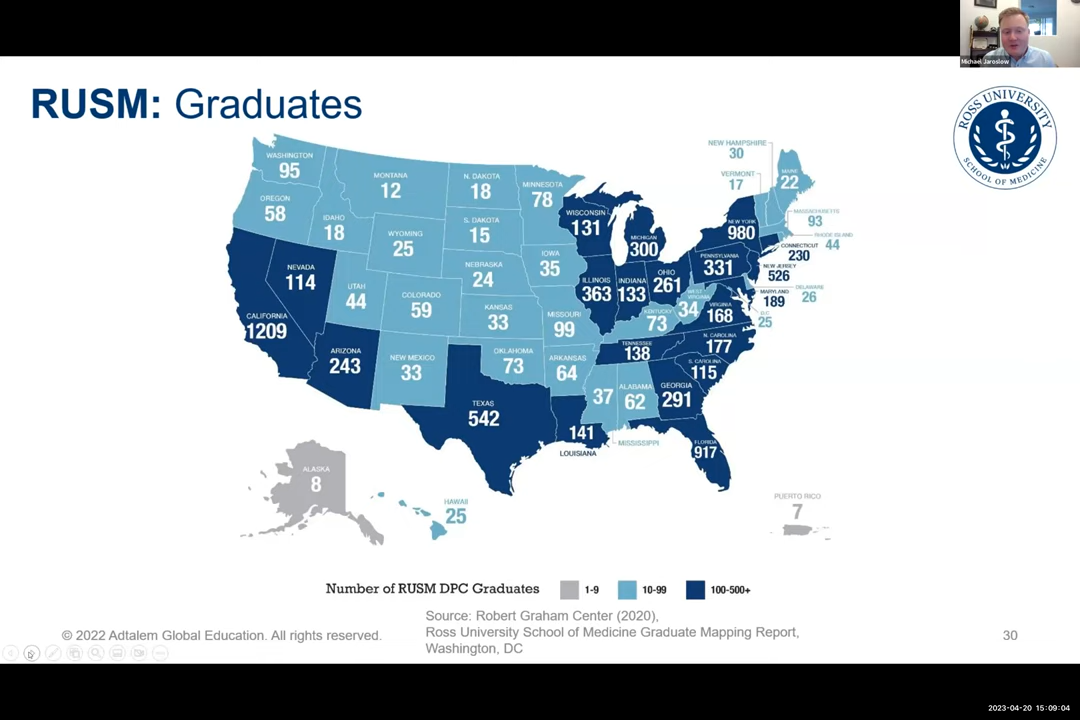 Michael Jaroslow
RUSM: Graduates
ROSS UNIVERSITY
SCHOOL OF MEDICINE
WASHINGTON
95
OREGON
58
CALIFORNIA
1209
NEVADA
114
IDAHO
18
MONTANA
12
WYOMING
25
UTAH
44
COLORADO
59
ARIZONA
243
NEW MEXICO
33
N. DAKOTA
18
S. DAKOTA
15
NEBRASKA
24
KANSAS
33
OKLAHOMA
73
TEXAS
542
MINNESOTA
78
IOWA
35
MISSOURI
99
ARKANSAS
64
141
LOUISIANA
WISCONSIN
131
ILLINOIS
363
MICHIGAN
300
INDIANA
133
OHIO
261
KENTUCKY
73
WEST VIRGINIA
34
TENNESSEE
138
37
MISSISSIPPI
ALABAMA
62
GEORGIA
291
FLORIDA
917
S. CAROLINA
115
N. CAROLINA
177
VIRGINIA
168
PENNSYLVANIA
331
NEW YORK
980
NEW HAMPSHIRE
30
VERMONT
17
MAINE
22
MASSACHUSETTS
93
RHODE ISLAND
44
CONNECTICUT
230
NEW JERSEY
526
DELAWARE
26
MARYLAND
189
D.C.
25
ALASKA
8
HAWAII
25
PUERTO RICO
7
Number of RUSM DPC Graduates
1-9
10-99
100-500+
Source: Robert Graham Center (2020),
Ross University School of Medicine Graduate Mapping Report,
Washington, DC
© 2022 Adtalem Global Education. All rights reserved.
30
2023-04-20 15:09:04